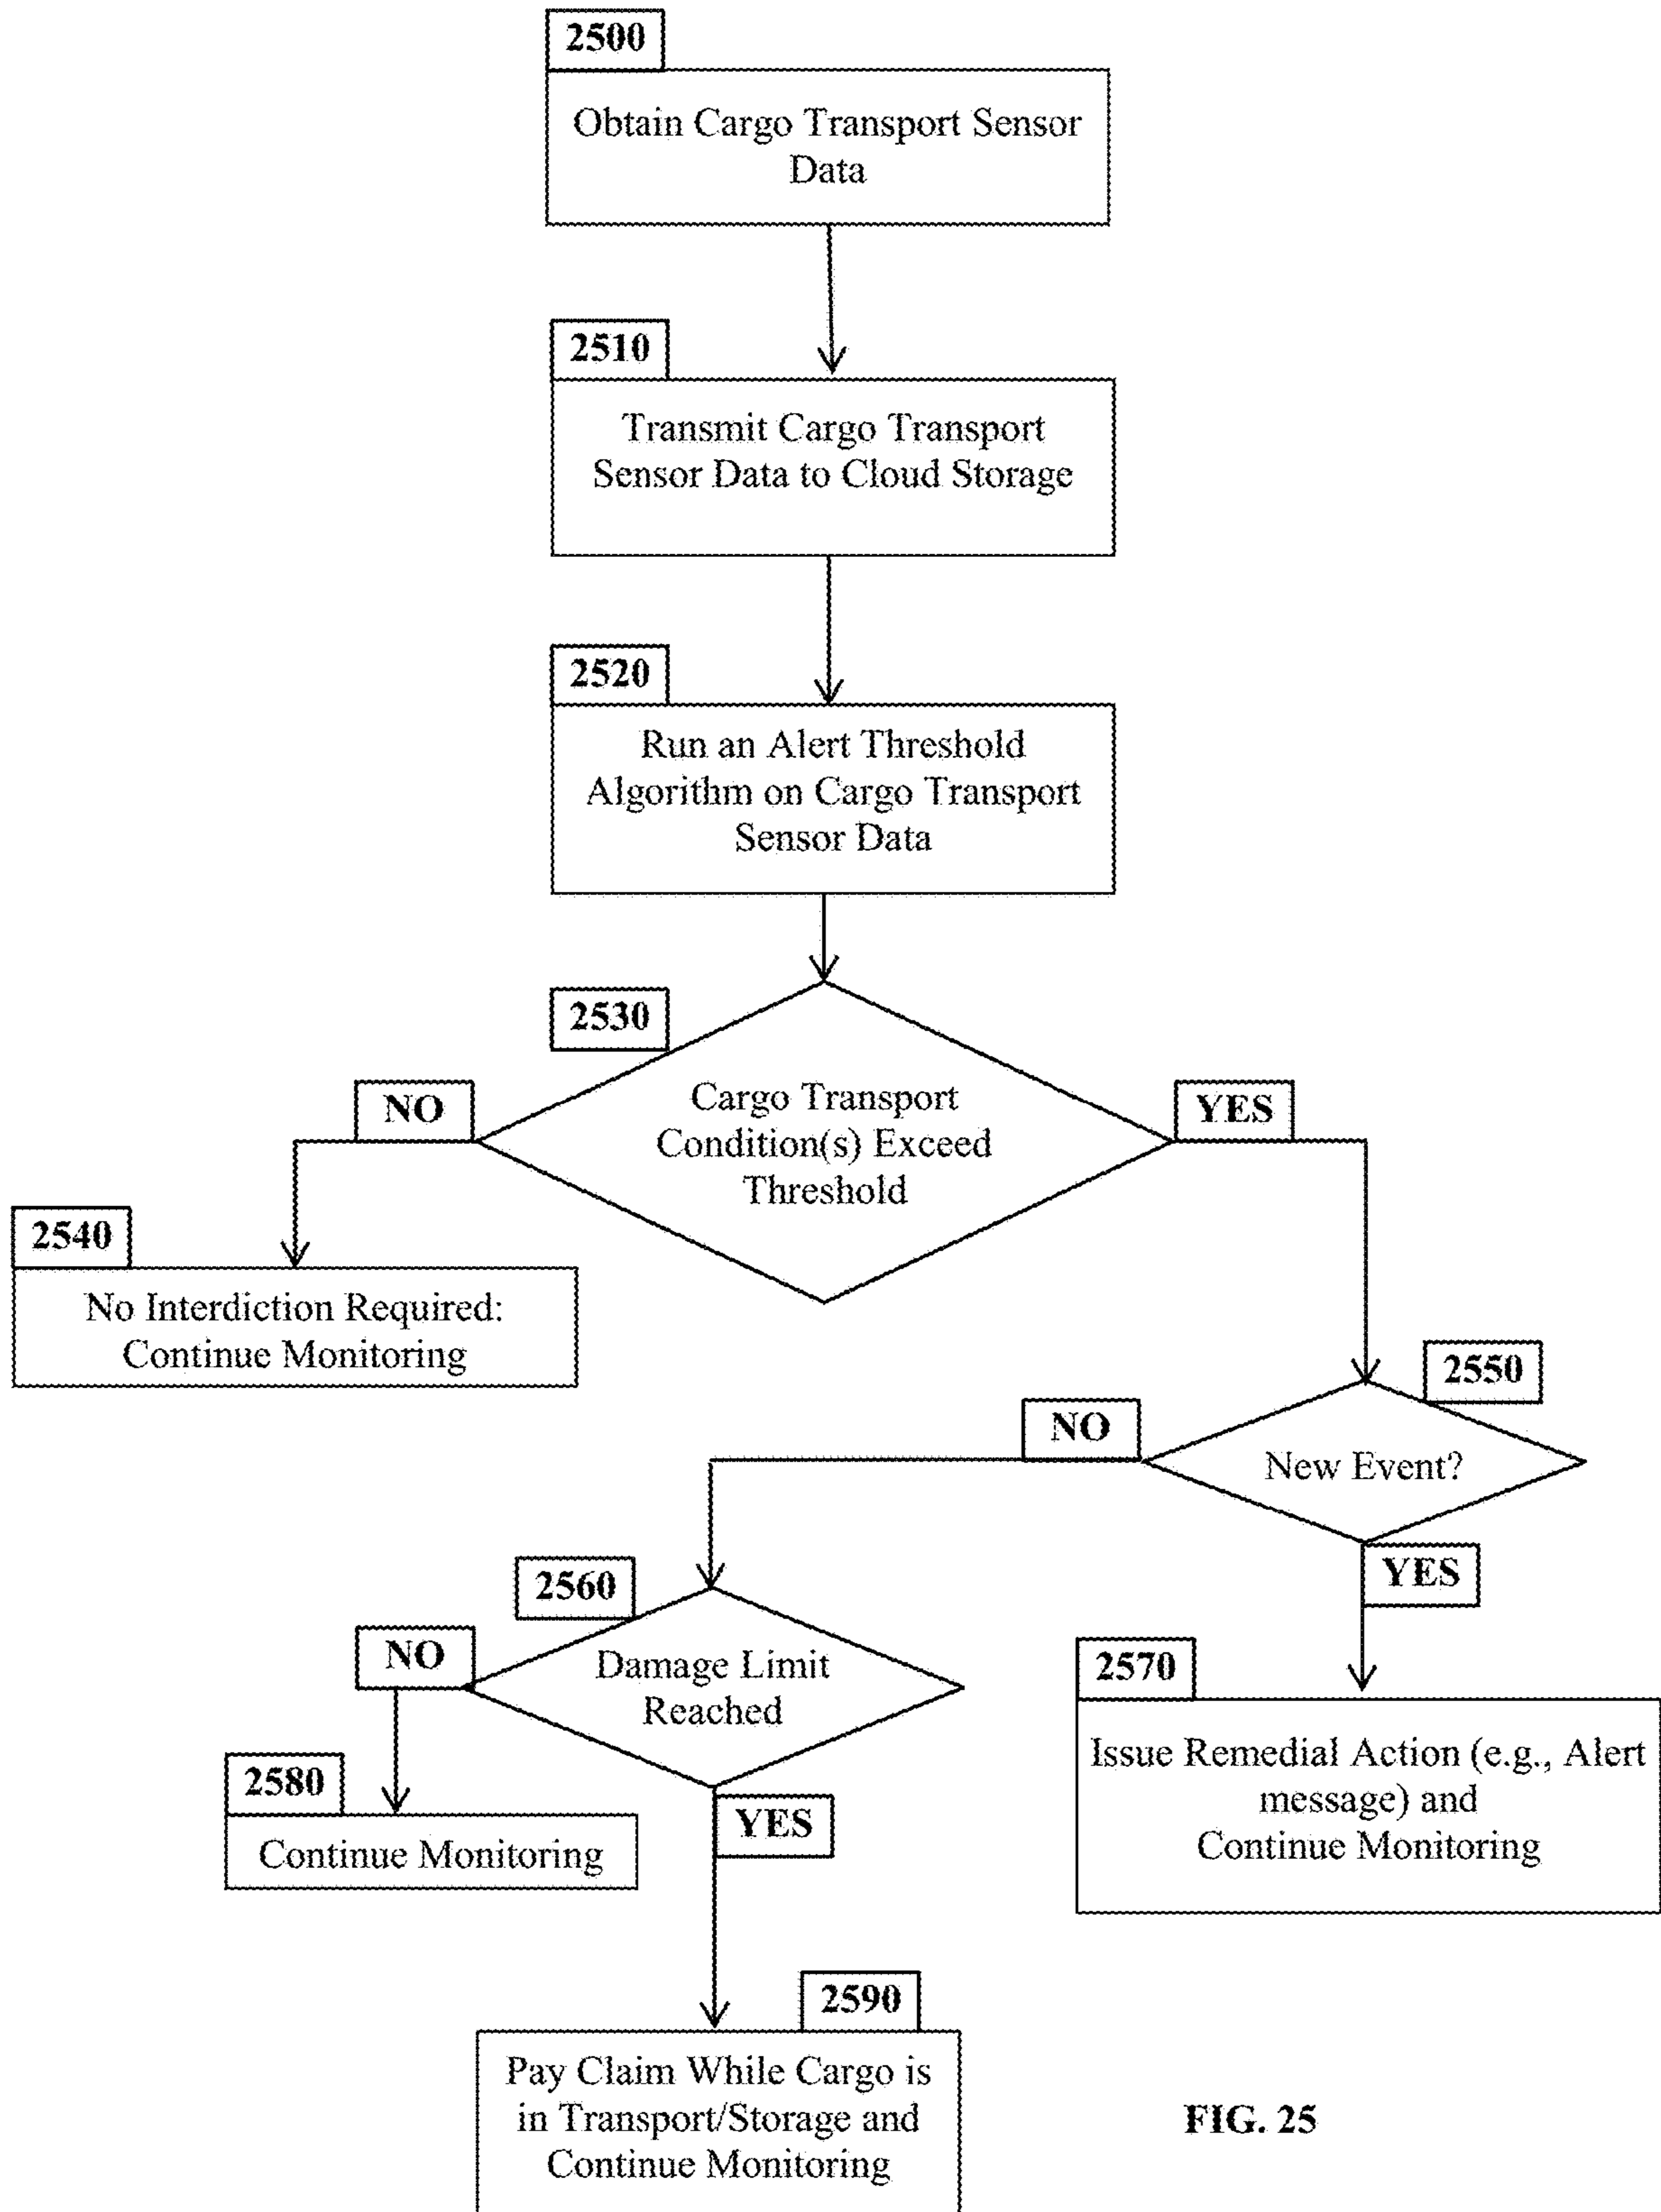 2500
Obtain Cargo Transport Sensor
Data
2510
Transmit Cargo Transport
Sensor Data to Cloud Storage
2520
Run an Alert Threshold
Algorithm on Cargo Transport
Sensor Data
2530
NO
Cargo Transport
Condition(s) Exceed
Threshold
YES
2540
No Interdiction Required:
Continue Monitoring
2550
NO
New Event?
YES
2560
NO
Damage Limit
Reached
2570
Issue Remedial Action (e.g., Alert
message) and
Continue Monitoring
2580
Continue Monitoring
YES
2590
Pay Claim While Cargo is
in Transport/Storage and
Continue Monitoring
FIG. 25